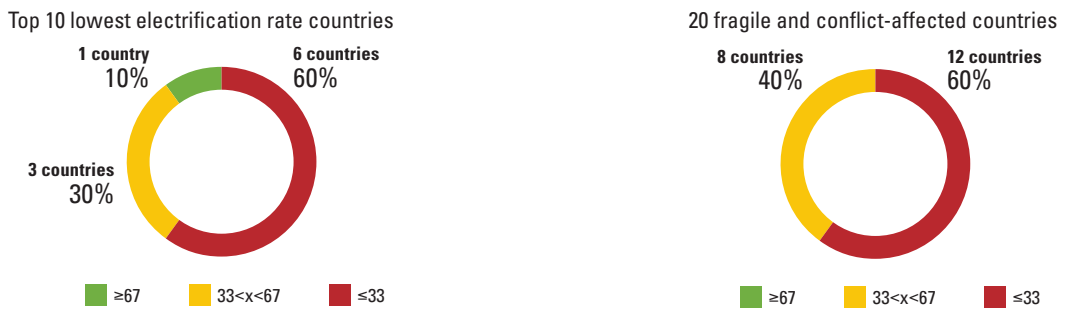 Top 10 lowest electrification rate countries
1 country
10%
6 countries
60%
3 countries
30%
≥67
33<x<67
≤33
20 fragile and conflict-affected countries
8 countries
40%
12 countries
60%
≥67
33<x<67
≤33